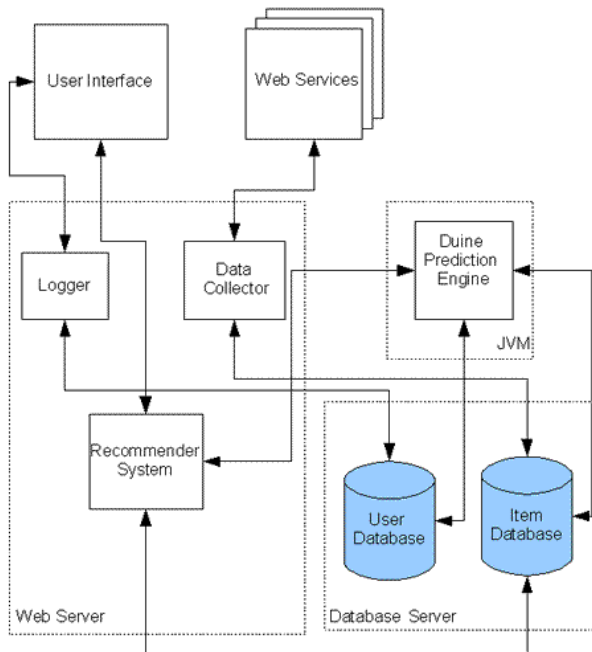 User Interface
Web Services
Logger
Data
Collector
Duine
Prediction
Engine
JVM
Recommender
System
User
Database
Item
Database
Web Server
Database Server